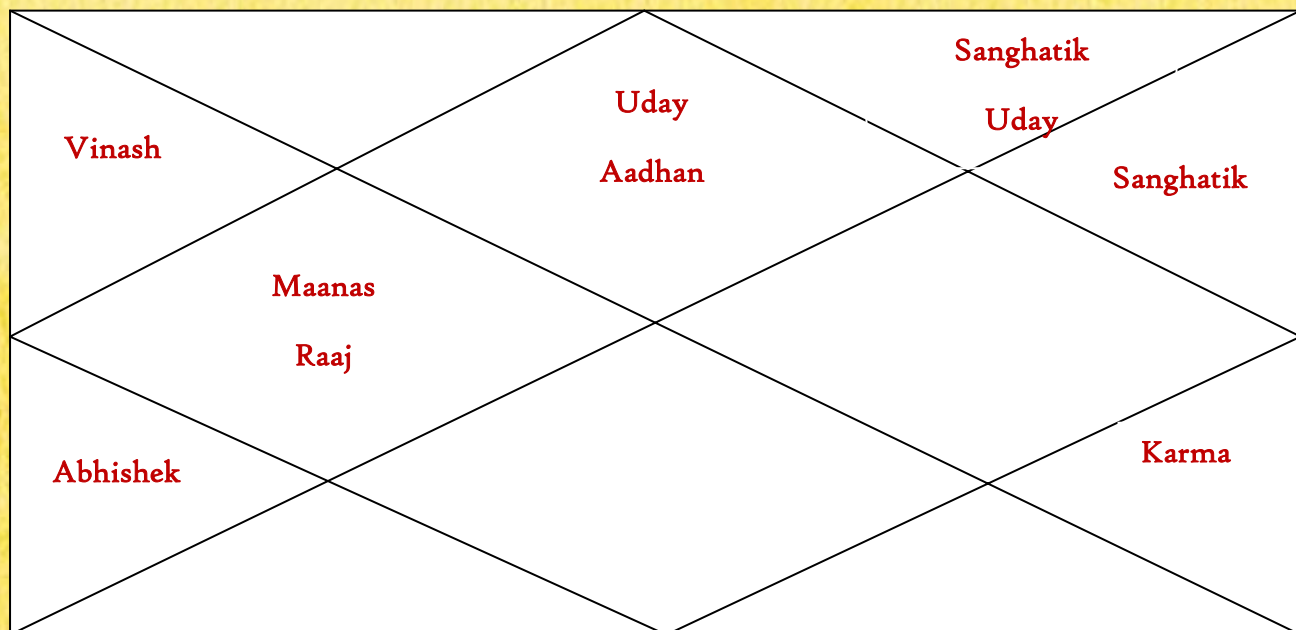 Sanghatik
Uday
Uday
Aadhan
Vinash
Sanghatik
Maanas
Raaj
Abhishek
Karma